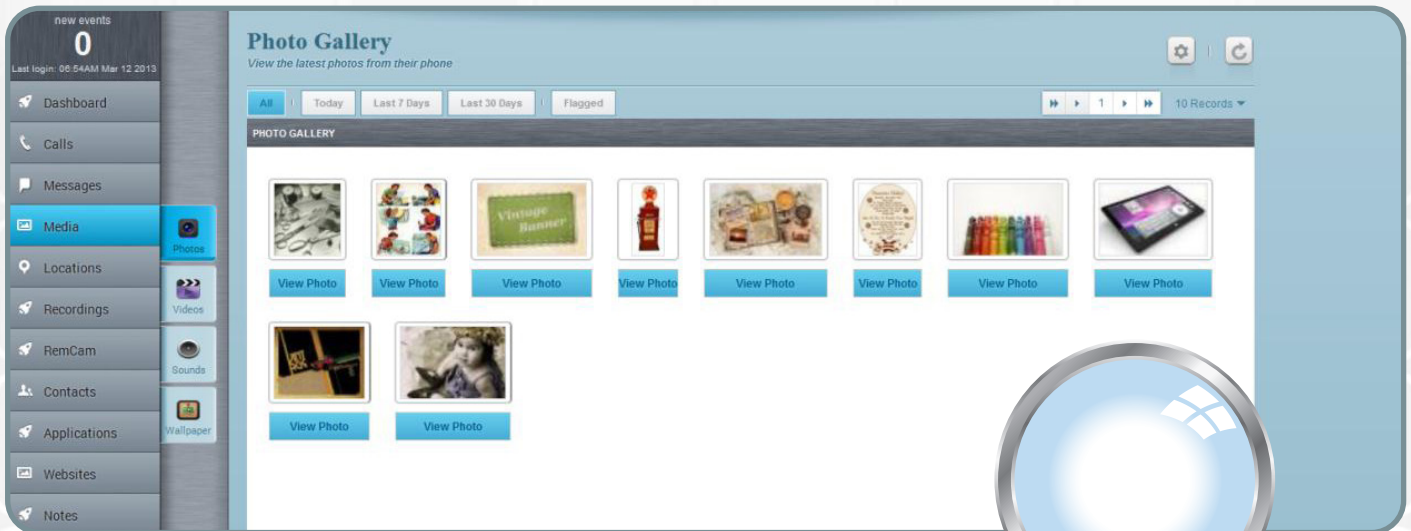 new events
0
Last login: 06:54AM Mar 12 2013
Dashboard
Calls
Messages
Media
Locations
Recordings
RemCam
Contacts
Applications
Websites
Notes
Photos
Videos
Sounds
Wallpaper
Photo Gallery
View the latest photos from their phone
All Today Last 7 Days Last 30 Days Flagged
1 10 Records
PHOTO GALLERY
Vintage
Banner
View Photo View Photo View Photo View Photo View Photo View Photo View Photo View Photo
View Photo View Photo